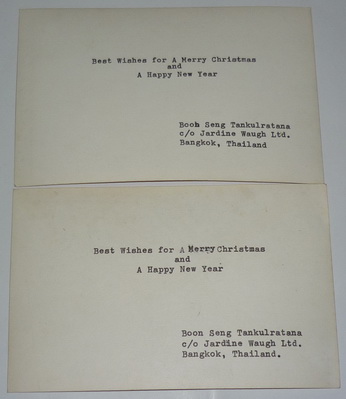 Best Wishes for A Merry Christmas
and
A Happy New Year
Boon Seng Tankulratana
c/o Jardine Waugh Ltd.
Bangkok, Thailand
Best Wishes for A Merry Christmas
and
A Happy New Year
Boon Seng Tankulratana
c/o Jardine Waugh Ltd.
Bangkok, Thailand.